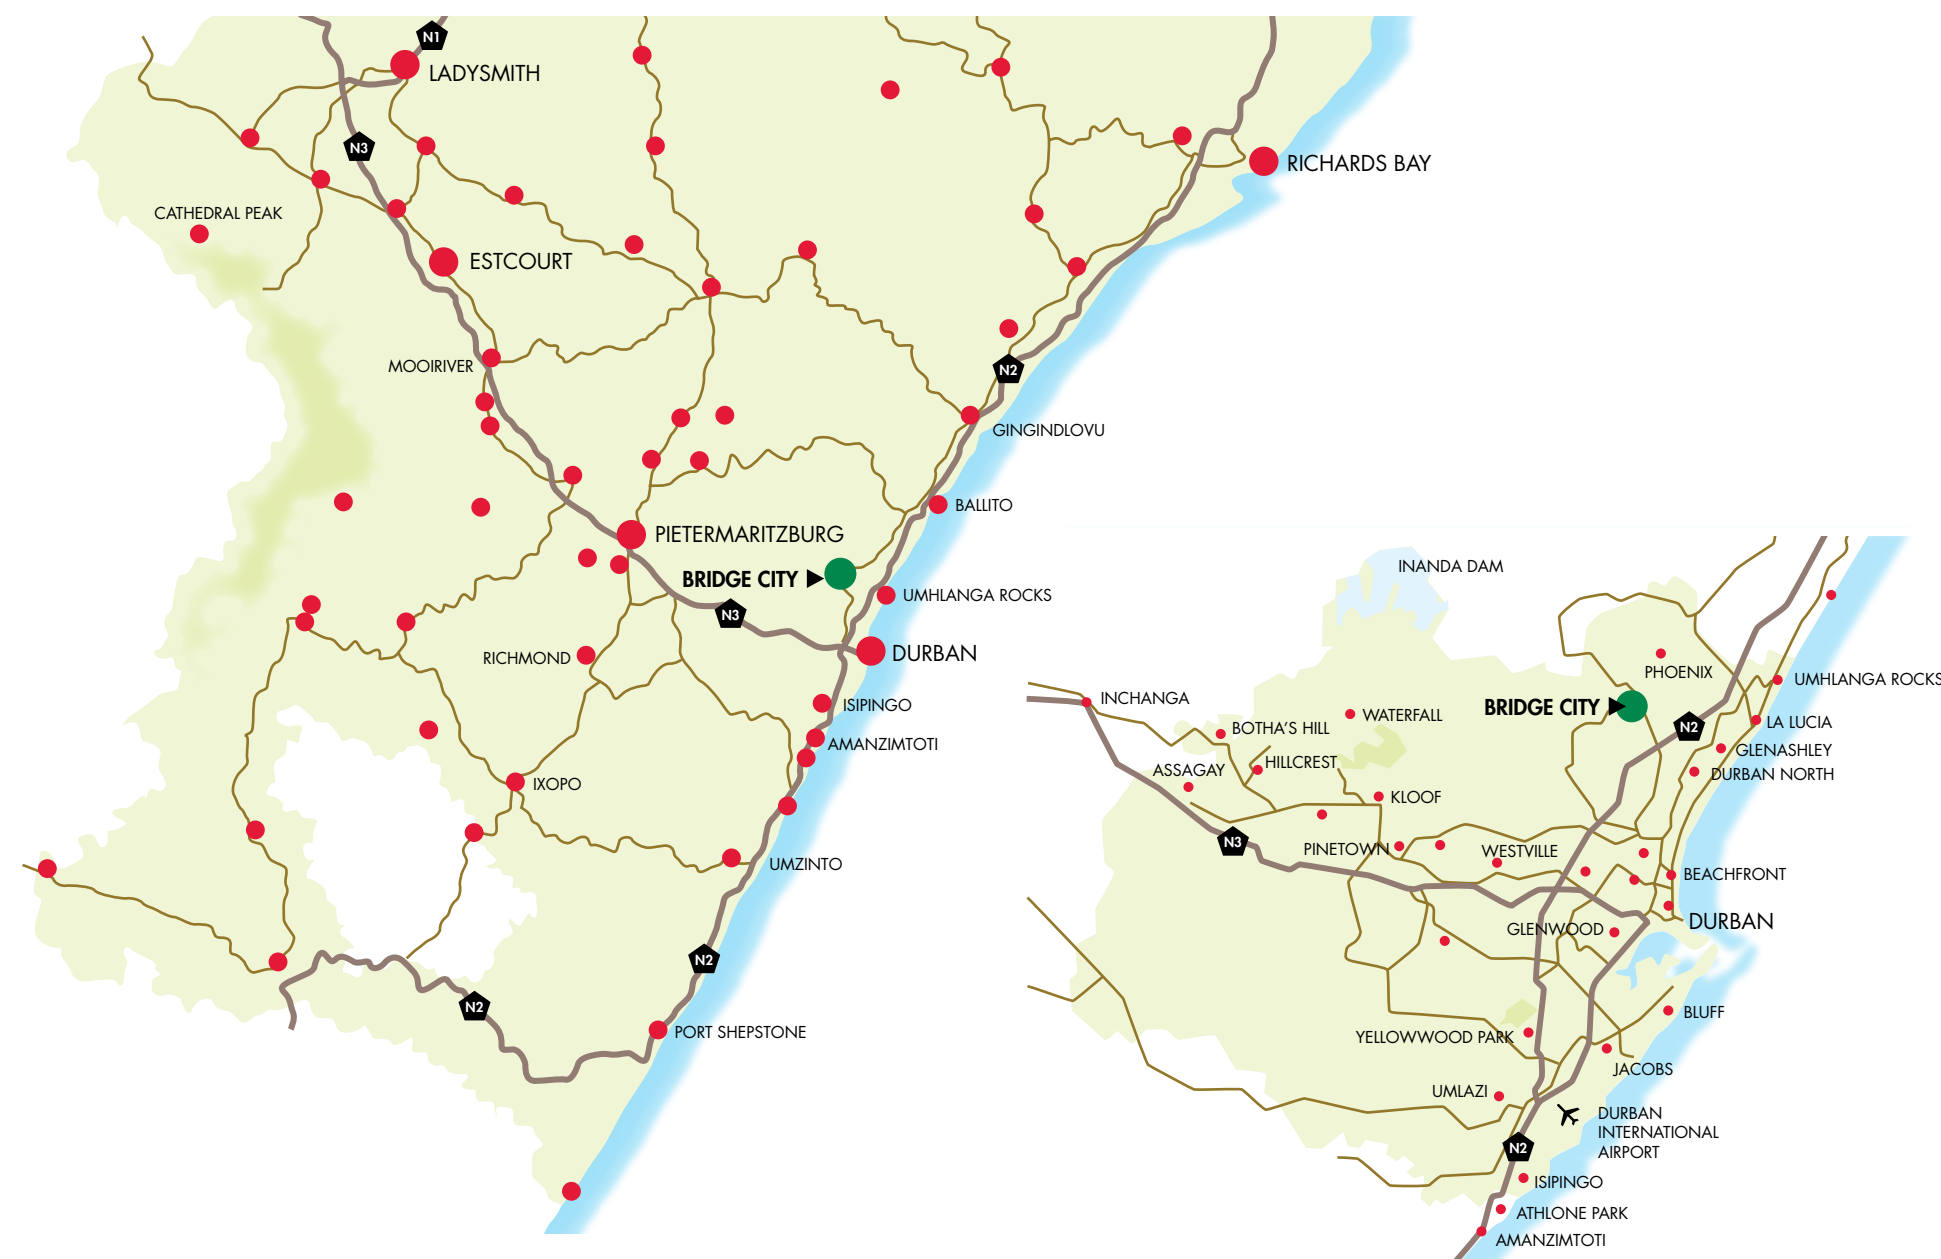 N1
LADYSMITH
N3
RICHARDS BAY
CATHEDRAL PEAK
ESTCOURT
MOOIRIVER
N2
GINGINDLOVU
BALLITO
PIETERMARITZBURG
BRIDGE CITY
UMHLANGA ROCKS
N3
DURBAN
RICHMOND
ISIPINGO
AMANZIMTOTI
IXOPO
UMZINTO
N2
N2
PORT SHEPSTONE
INANDA DAM
PHOENIX
UMHLANGA ROCKS
INCHANGA
BRIDGE CITY
WATERFALL
LA LUCIA
BOTHA'S HILL
N2
GLENASHLEY
HILLCREST
ASSAGAY
DURBAN NORTH
KLOOF
N3
PINETOWN
WESTVILLE
BEACHFRONT
DURBAN
GLENWOOD
BLUFF
YELLOWWOOD PARK
JACOBS
UMLAZI
DURBAN
INTERNATIONAL
AIRPORT
N2
ISIPINGO
ATHLONE PARK
AMANZIMTOTI